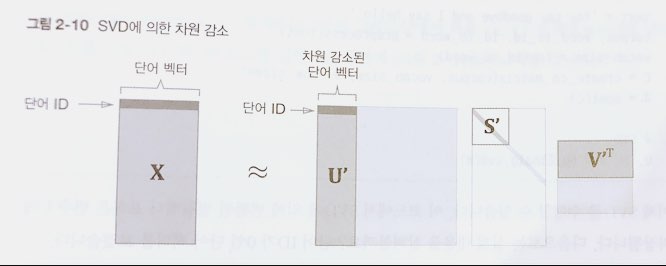 그림 2-10 SVD에 의한 차원 감소
단어 벡터
차원 감소된
단어 벡터
단어 ID
단어 ID
X
≈
U'
S'
V'ᵀ